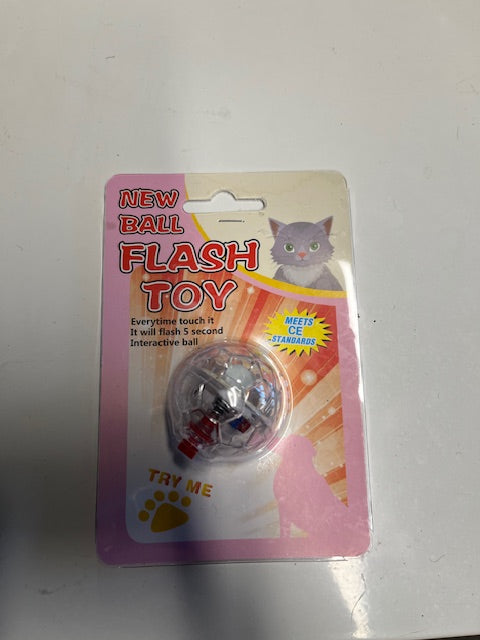 NEW
BALL
FLASH
TOY
Everytime touch it
It will flash 5 second
Interactive ball
MEETS
CE
STANDARDS
TRY ME